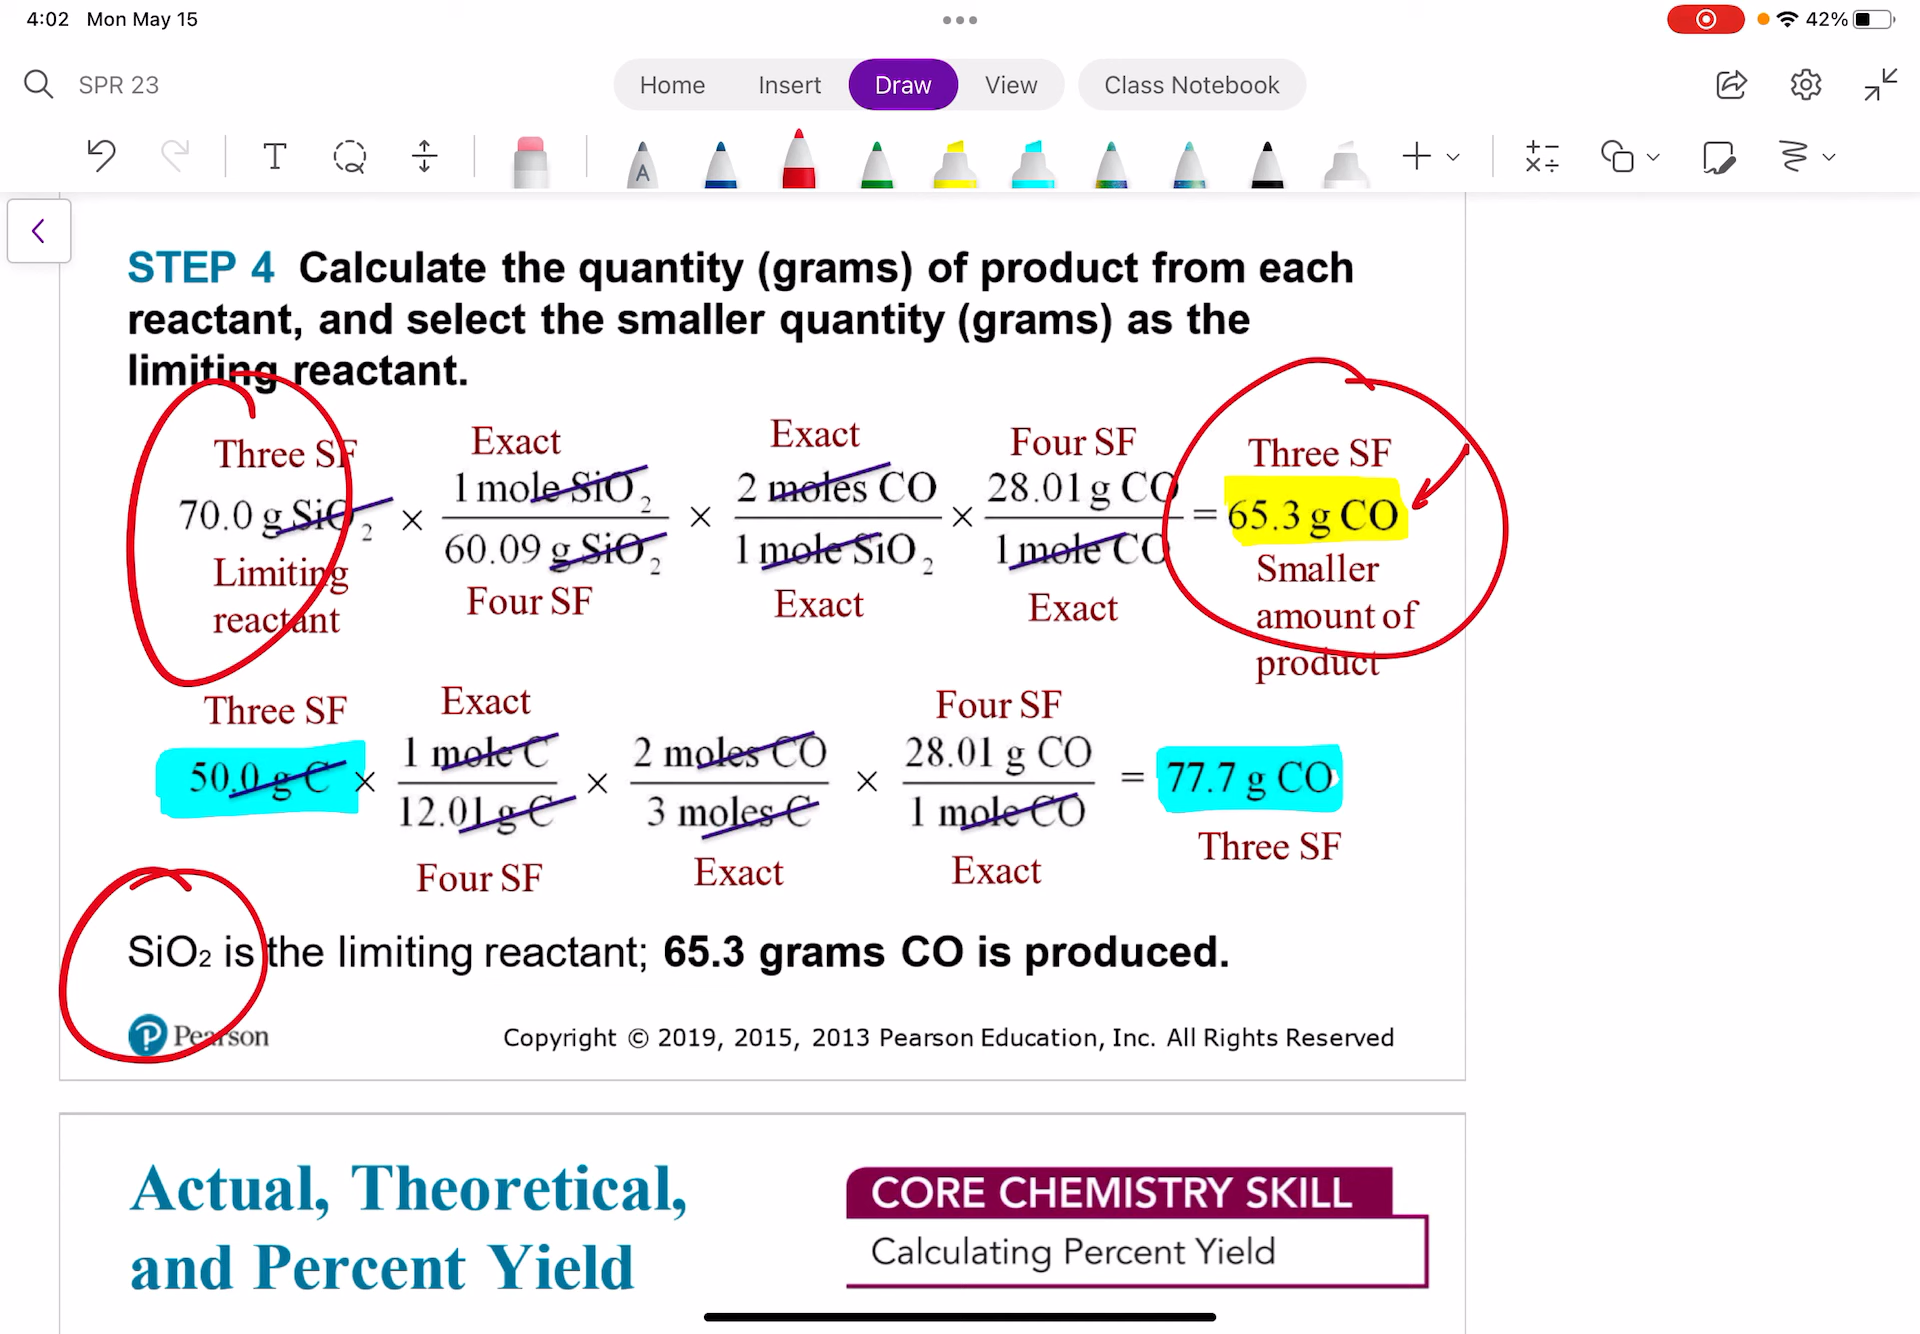 4:02 Mon May 15
42%
SPR 23
Home Insert Draw View Class Notebook
T
A
STEP 4 Calculate the quantity (grams) of product from each
reactant, and select the smaller quantity (grams) as the
limiting reactant.
Three SF Exact Exact Four SF Three SF
1 mole SiO₂ 2 moles CO 28.01 g CO
70.0 g SiO₂ × × × = 65.3 g CO
60.09 g SiO₂ 1 mole SiO₂ 1 mole CO
Limiting Four SF Exact Exact Smaller
reactant amount of
product
Three SF Exact Four SF
1 mole C 2 moles CO 28.01 g CO
50.0 g C × × × = 77.7 g CO
12.01 g C 3 moles C 1 mole CO
Four SF Exact Exact Three SF
SiO₂ is the limiting reactant; 65.3 grams CO is produced.
P Pearson
Copyright © 2019, 2015, 2013 Pearson Education, Inc. All Rights Reserved
Actual, Theoretical,
and Percent Yield
CORE CHEMISTRY SKILL
Calculating Percent Yield